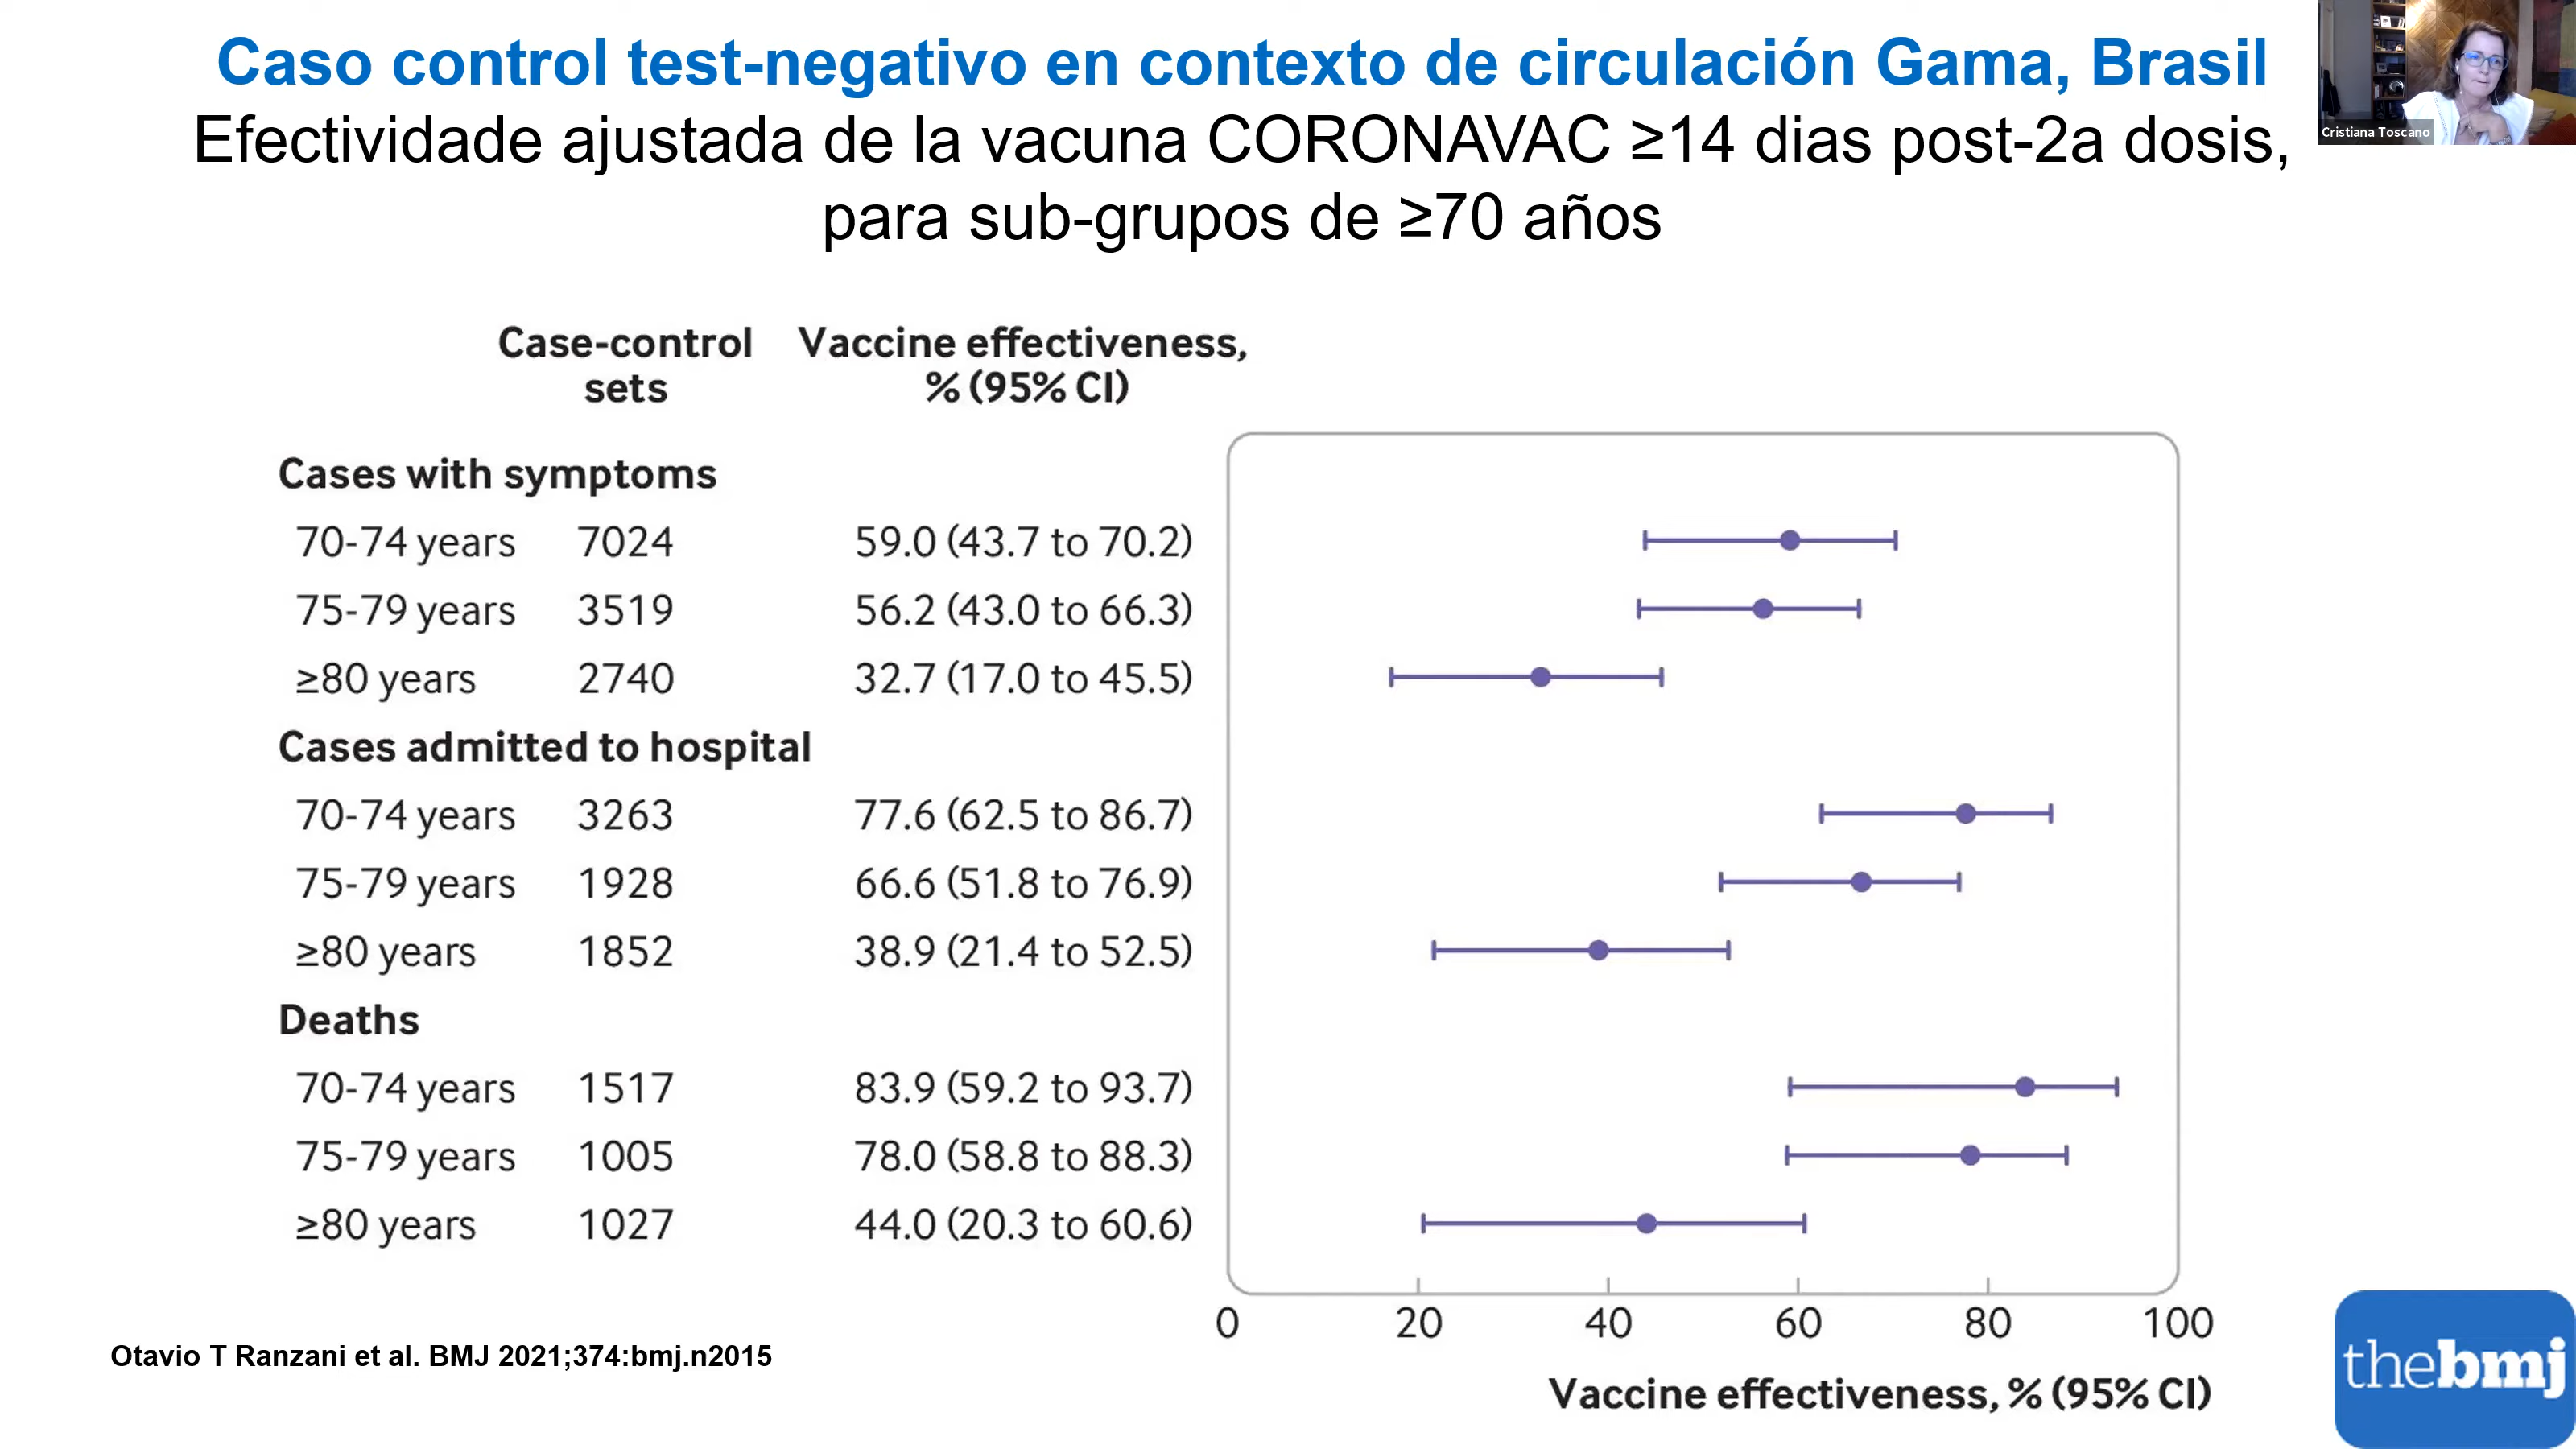 Caso control test-negativo en contexto de circulación Gama, Brasil
Efectividade ajustada de la vacuna CORONAVAC ≥14 dias post-2a dosis,
para sub-grupos de ≥70 años
Cristiana Toscano
Case-control sets
Vaccine effectiveness, % (95% CI)
Cases with symptoms
70-74 years 7024 59.0 (43.7 to 70.2)
75-79 years 3519 56.2 (43.0 to 66.3)
≥80 years 2740 32.7 (17.0 to 45.5)
Cases admitted to hospital
70-74 years 3263 77.6 (62.5 to 86.7)
75-79 years 1928 66.6 (51.8 to 76.9)
≥80 years 1852 38.9 (21.4 to 52.5)
Deaths
70-74 years 1517 83.9 (59.2 to 93.7)
75-79 years 1005 78.0 (58.8 to 88.3)
≥80 years 1027 44.0 (20.3 to 60.6)
0 20 40 60 80 100
Vaccine effectiveness, % (95% CI)
Otavio T Ranzani et al. BMJ 2021;374:bmj.n2015
thebmj